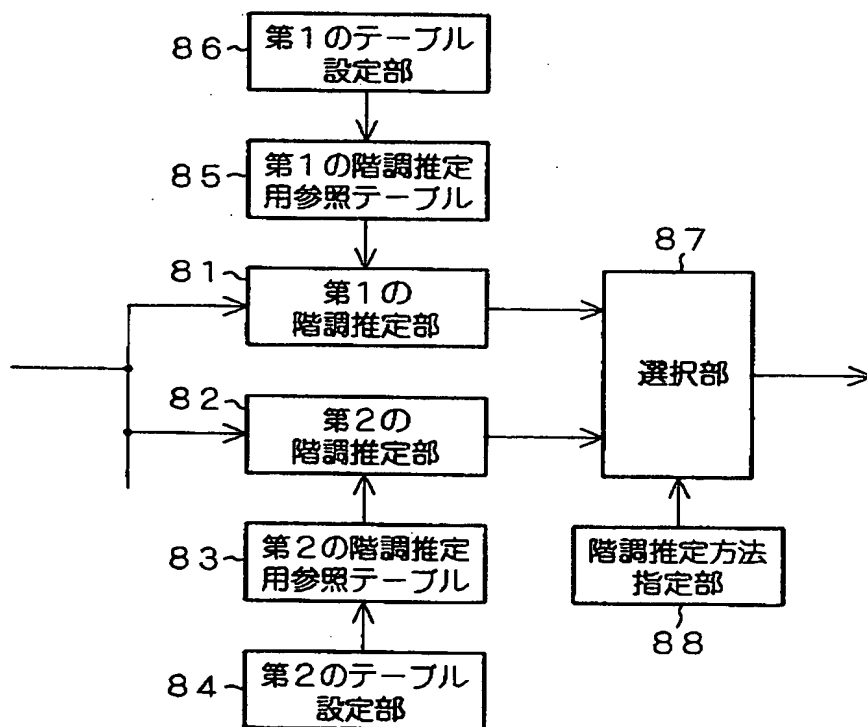 86
第1のテーブル
設定部
85
第1の階調推定
用参照テーブル
81
第1の
階調推定部
87
選択部
82
第2の
階調推定部
83
第2の階調推定
用参照テーブル
階調推定方法
指定部
88
84
第2のテーブル
設定部